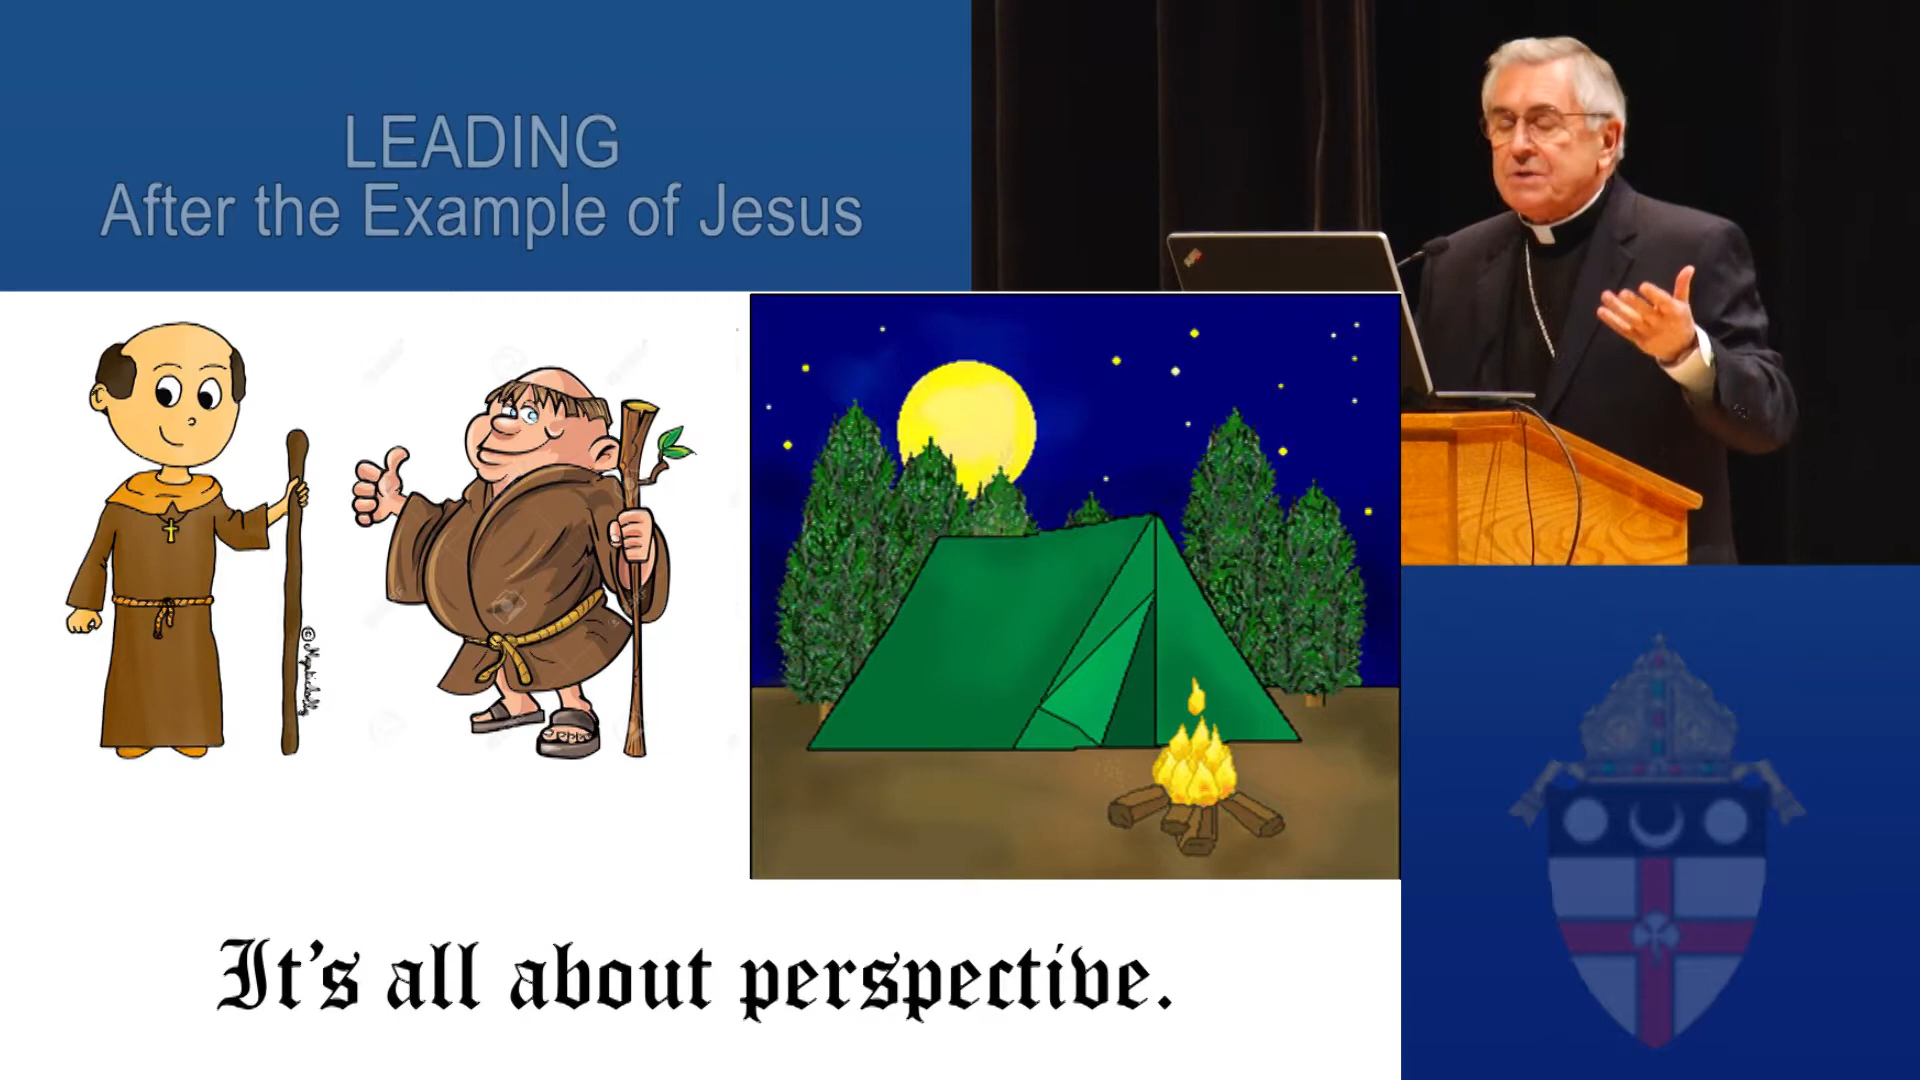 LEADING
After the Example of Jesus
It's all about perspective.